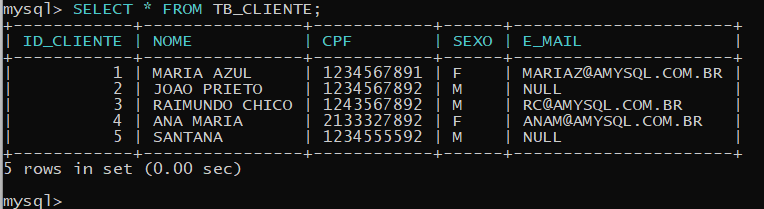 mysql> SELECT * FROM TB_CLIENTE;
+------------+---------------+------------+------+---------------------+
| ID_CLIENTE | NOME | CPF | SEXO | E_MAIL |
+------------+---------------+------------+------+---------------------+
| 1 | MARIA AZUL | 1234567891 | F | MARIAZ@AMYSQL.COM.BR |
| 2 | JOAO PRIETO | 1234567892 | M | NULL |
| 3 | RAIMUNDO CHICO | 1243567892 | M | RC@AMYSQL.COM.BR |
| 4 | ANA MARIA | 2133327892 | F | ANAM@AMYSQL.COM.BR |
| 5 | SANTANA | 1234555592 | M | NULL |
+------------+---------------+------------+------+---------------------+
5 rows in set (0.00 sec)
mysql>